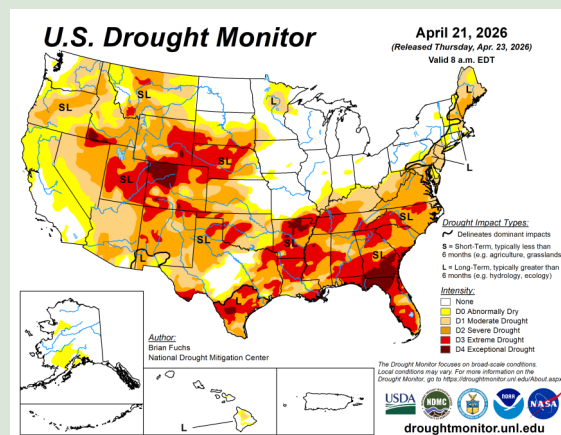 U.S. Drought Monitor
April 21, 2026
(Released Thursday, Apr. 23, 2026)
Valid 8 a.m. EDT
SL
SL
L
L
SL
SL
L
SL
SL
SL
SL
L
L
L
Drought Impact Types:
Delineates dominant impacts
S = Short-Term, typically less than
6 months (e.g. agriculture, grasslands)
L = Long-Term, typically greater than
6 months (e.g. hydrology, ecology)
Intensity:
None
D0 Abnormally Dry
D1 Moderate Drought
D2 Severe Drought
D3 Extreme Drought
D4 Exceptional Drought
Author:
Brian Fuchs
National Drought Mitigation Center
The Drought Monitor focuses on broad-scale conditions.
Local conditions may vary. For more information on the
Drought Monitor, go to https://droughtmonitor.unl.edu/About.aspx
USDA
NDMC
NOAA
NASA
droughtmonitor.unl.edu